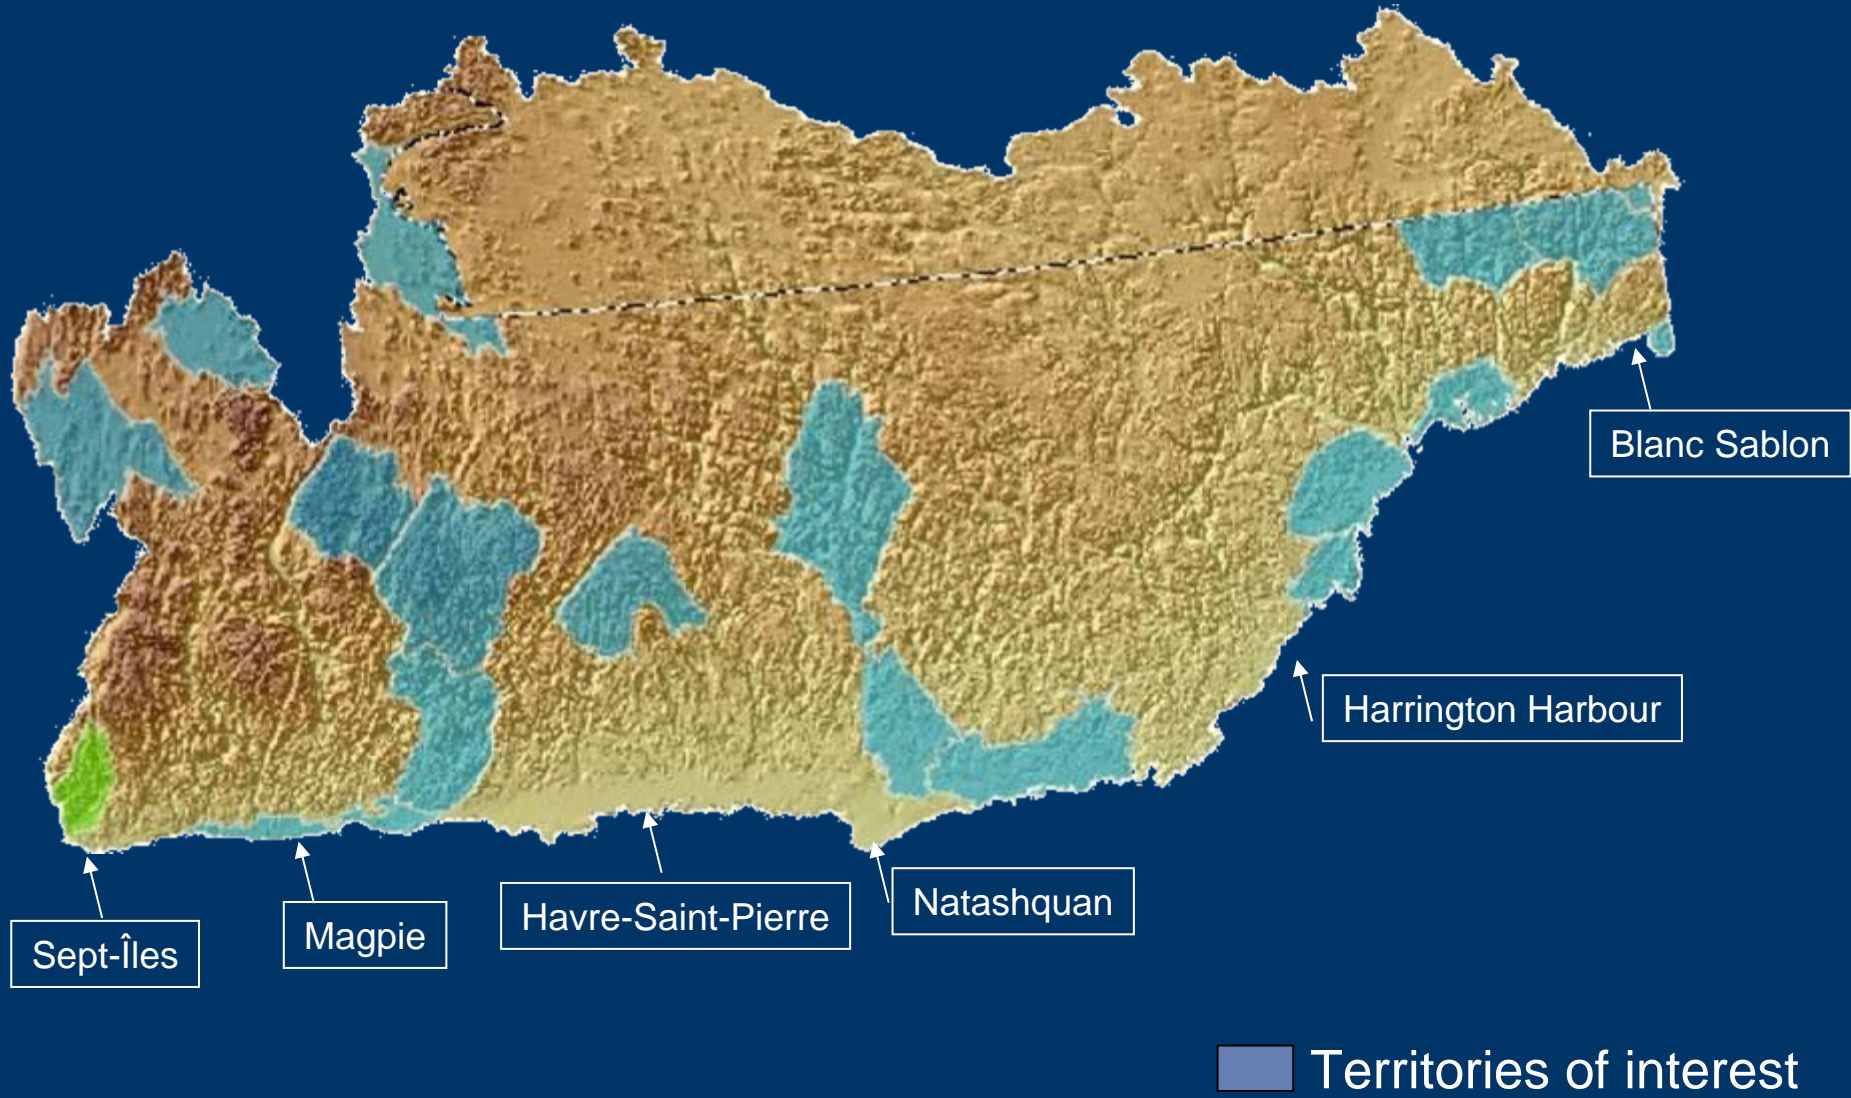 Blanc Sablon
Harrington Harbour
Natashquan
Havre-Saint-Pierre
Magpie
Sept-Îles
Territories of interest